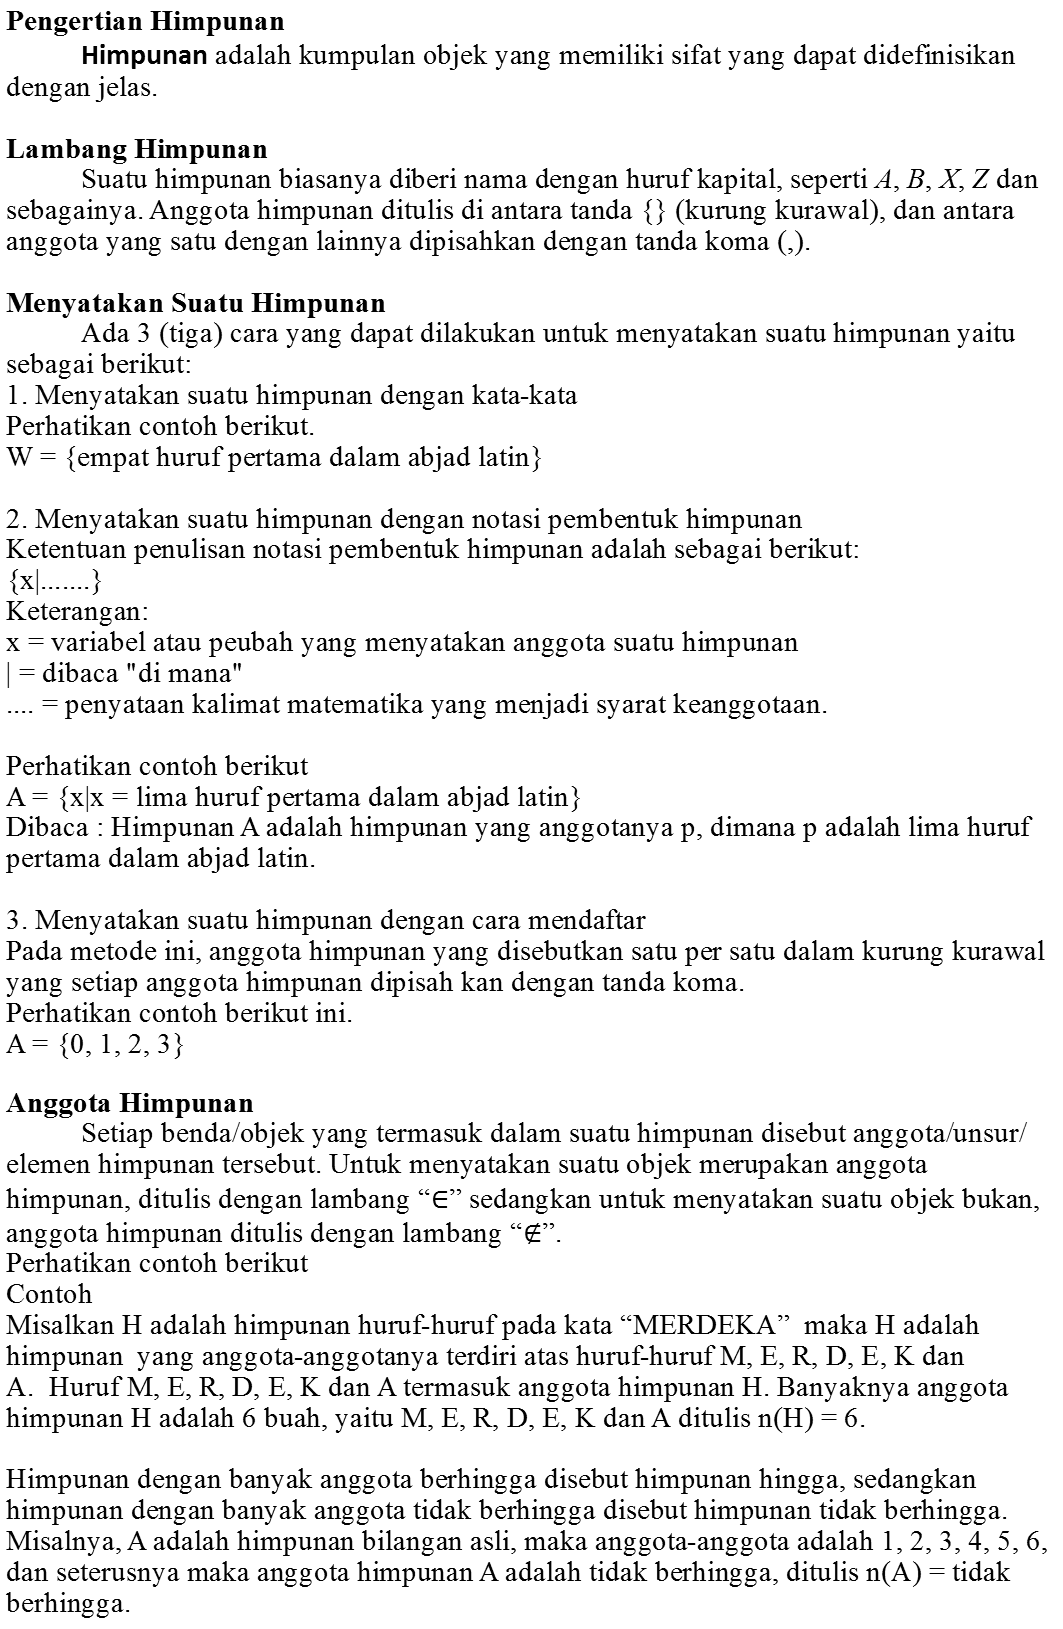 Pengertian Himpunan
Himpunan adalah kumpulan objek yang memiliki sifat yang dapat didefinisikan
dengan jelas.
Lambang Himpunan
Suatu himpunan biasanya diberi nama dengan huruf kapital, seperti A, B, X, Z dan
sebagainya. Anggota himpunan ditulis di antara tanda {} (kurung kurawal), dan antara
anggota yang satu dengan lainnya dipisahkan dengan tanda koma (,).
Menyatakan Suatu Himpunan
Ada 3 (tiga) cara yang dapat dilakukan untuk menyatakan suatu himpunan yaitu
sebagai berikut:
1. Menyatakan suatu himpunan dengan kata-kata
Perhatikan contoh berikut.
W = {empat huruf pertama dalam abjad latin}
2. Menyatakan suatu himpunan dengan notasi pembentuk himpunan
Ketentuan penulisan notasi pembentuk himpunan adalah sebagai berikut:
{x|.......}
Keterangan:
x = variabel atau peubah yang menyatakan anggota suatu himpunan
| = dibaca "di mana"
.... = penyataan kalimat matematika yang menjadi syarat keanggotaan.
Perhatikan contoh berikut
A = {x|x = lima huruf pertama dalam abjad latin}
Dibaca : Himpunan A adalah himpunan yang anggotanya p, dimana p adalah lima huruf
pertama dalam abjad latin.
3. Menyatakan suatu himpunan dengan cara mendaftar
Pada metode ini, anggota himpunan yang disebutkan satu per satu dalam kurung kurawal
yang setiap anggota himpunan dipisah kan dengan tanda koma.
Perhatikan contoh berikut ini.
A = {0, 1, 2, 3}
Anggota Himpunan
Setiap benda/objek yang termasuk dalam suatu himpunan disebut anggota/unsur/
elemen himpunan tersebut. Untuk menyatakan suatu objek merupakan anggota
himpunan, ditulis dengan lambang “∈” sedangkan untuk menyatakan suatu objek bukan,
anggota himpunan ditulis dengan lambang “∉”.
Perhatikan contoh berikut
Contoh
Misalkan H adalah himpunan huruf-huruf pada kata “MERDEKA” maka H adalah
himpunan yang anggota-anggotanya terdiri atas huruf-huruf M, E, R, D, E, K dan
A. Huruf M, E, R, D, E, K dan A termasuk anggota himpunan H. Banyaknya anggota
himpunan H adalah 6 buah, yaitu M, E, R, D, E, K dan A ditulis n(H) = 6.
Himpunan dengan banyak anggota berhingga disebut himpunan hingga, sedangkan
himpunan dengan banyak anggota tidak berhingga disebut himpunan tidak berhingga.
Misalnya, A adalah himpunan bilangan asli, maka anggota-anggota adalah 1, 2, 3, 4, 5, 6,
dan seterusnya maka anggota himpunan A adalah tidak berhingga, ditulis n(A) = tidak
berhingga.